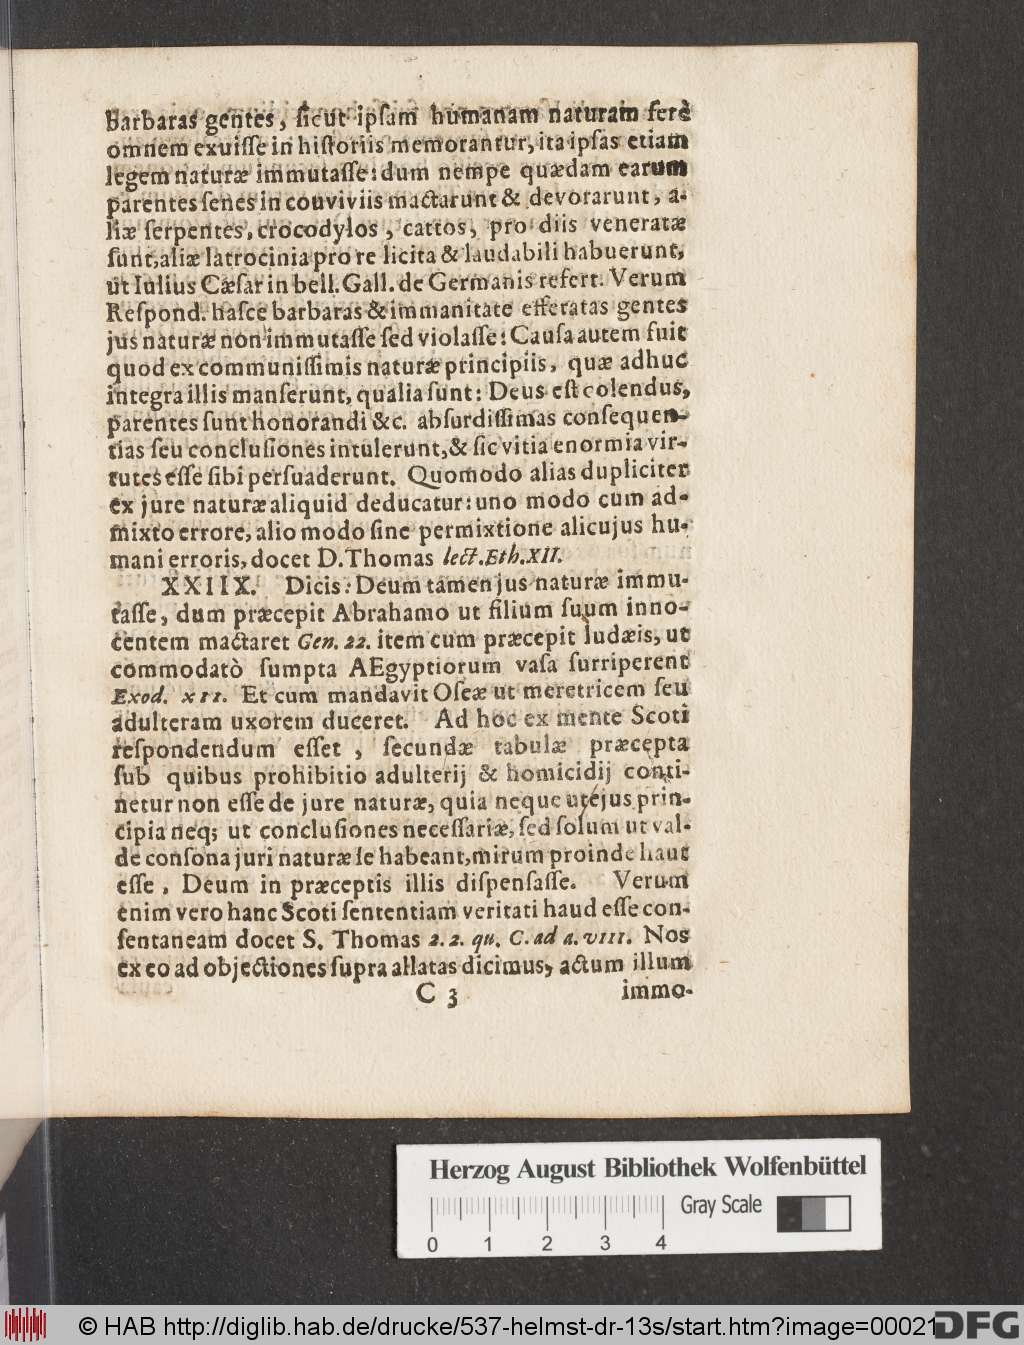 Barbaras gentes, ſicut ipſam humanam naturam ferè
omnem exuiſſe in hiſtoriis memorantur, ita ipſas etiam
legem naturæ immutaſſe: dum nempe quædam earum
parentes ſenes in conviviis mactarunt & devorarunt, a-
liæ ſerpentes, crocodylos, cattos, pro diis veneratæ
ſunt, aliæ latrocinia pro re licita & laudabili habuerunt,
ut Iulius Cæſar in bell. Gall. de Germanis refert. Verum
Reſpond. haſce barbaras & immanitate efferatas gentes
jus naturæ non immutaſſe ſed violaſſe: Cauſa autem fuit
quod ex communiſſimis naturæ principiis, quæ adhuc
integra illis manſerunt, qualia ſunt: Deus eſt colendus,
parentes ſunt honorandi &c. abſurdiſſimas conſequen-
tias ſeu concluſiones intulerunt, & ſic vitia enormia vir-
tutes eſſe ſibi perſuaderunt. Quomodo alias dupliciter
ex jure naturæ aliquid deducatur: uno modo cum ad-
mixto errore, alio modo ſine permixtione alicujus hu-
mani erroris, docet D. Thomas lect. Eth. XII.
XXIIX. Dicis: Deum tamen jus naturæ immu-
taſſe, dum præcepit Abrahamo ut filium ſuum inno-
centem mactaret Gen. 22. item cum præcepit Iudæis, ut
commodatò ſumpta AEgyptiorum vaſa ſurriperent
Exod. XII. Et cum mandavit Oſeæ ut meretricem ſeu
adulteram uxorem duceret. Ad hoc ex mente Scoti
reſpondendum eſſet, ſecundæ tabulæ præcepta
ſub quibus prohibitio adulterij & homicidij conti-
netur non eſſe de jure naturæ, quia neque ut ejus prin-
cipia neq; ut concluſiones neceſſariæ, ſed ſolum ut val-
de conſona juri naturæ ſe habeant, mirum proinde haut
eſſe, Deum in præceptis illis diſpenſaſſe. Verum
enim vero hanc Scoti ſententiam veritati haud eſſe con-
ſentaneam docet S. Thomas 2. 2. qu. C. ad a. VIII. Nos
ex eo ad objectiones ſupra allatas dicimus, actum illum
C 3 immo-
Herzog August Bibliothek Wolfenbüttel
Gray Scale
0 1 2 3 4
© HAB http://diglib.hab.de/drucke/537-helmst-dr-13s/start.htm?image=00021
DFG